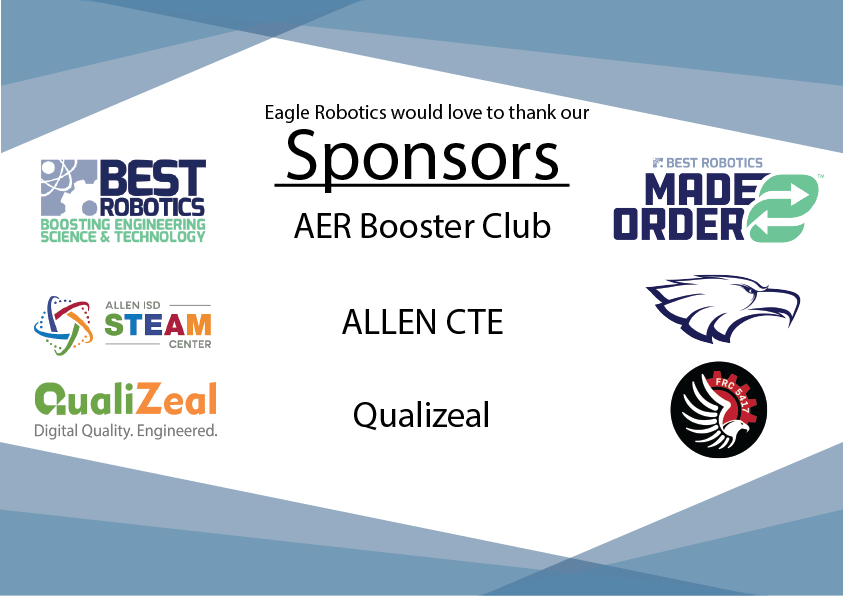 Eagle Robotics would love to thank our
Sponsors
BEST
ROBOTICS
BOOSTING ENGINEERING
SCIENCE & TECHNOLOGY
AER Booster Club
BEST ROBOTICS
MADE
ORDER
TM
ALLEN ISD
STEAM
CENTER
ALLEN CTE
QualiZeal
Digital Quality. Engineered.
Qualizeal
FRC 5417